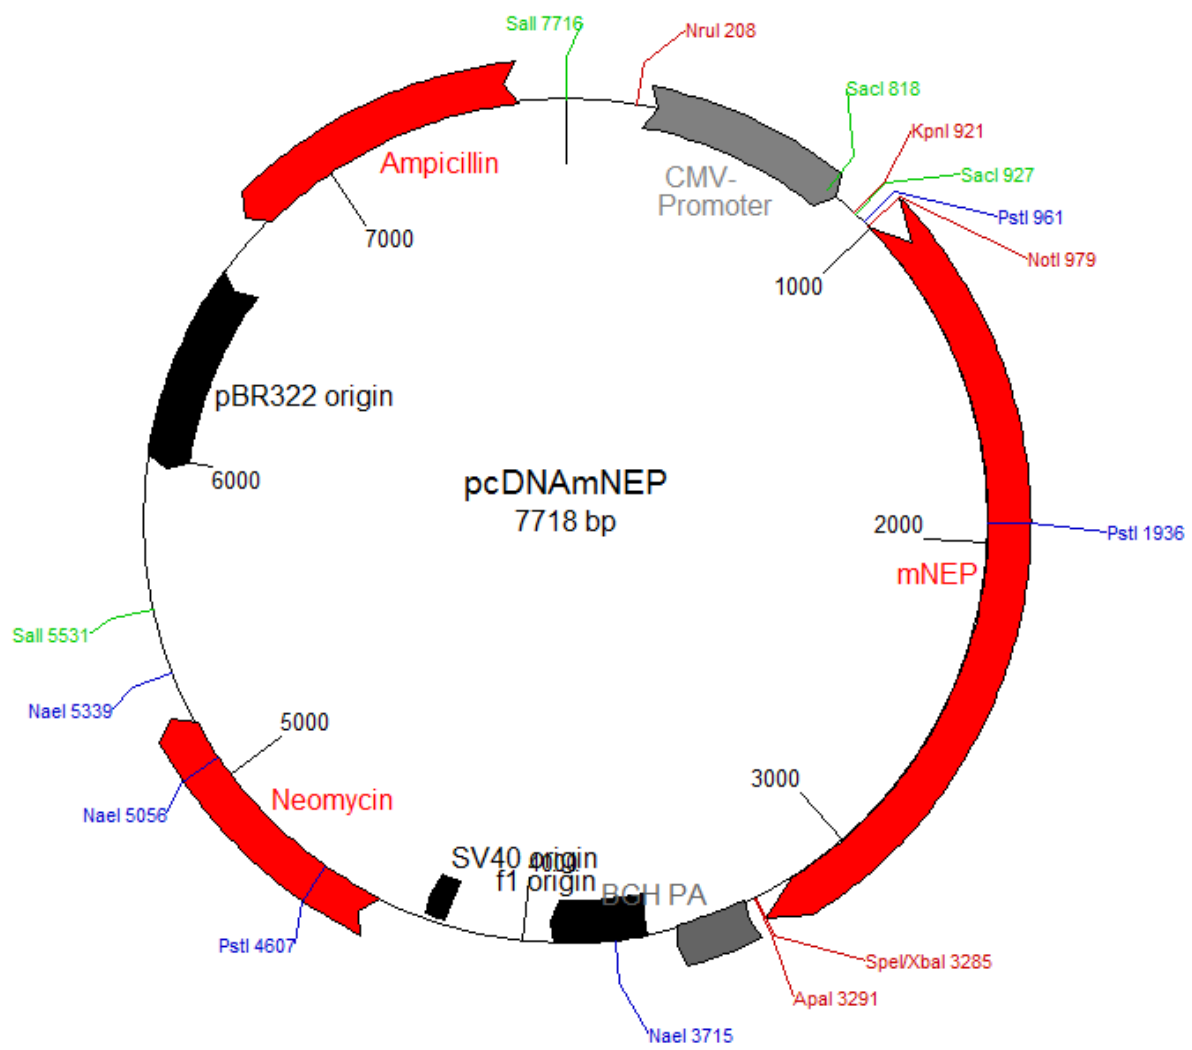 SalI 7716
NruI 208
SacI 818
KpnI 921
Ampicillin
CMV-
Promoter
SacI 927
PstI 961
7000
NotI 979
1000
pBR322 origin
6000
pcDNAmNEP
7718 bp
2000
PstI 1936
mNEP
SalI 5531
NaeI 5339
5000
3000
Neomycin
NaeI 5056
SV40 origin
4000
f1 origin
BGH PA
PstI 4607
SpeI/XbaI 3285
ApaI 3291
NaeI 3715